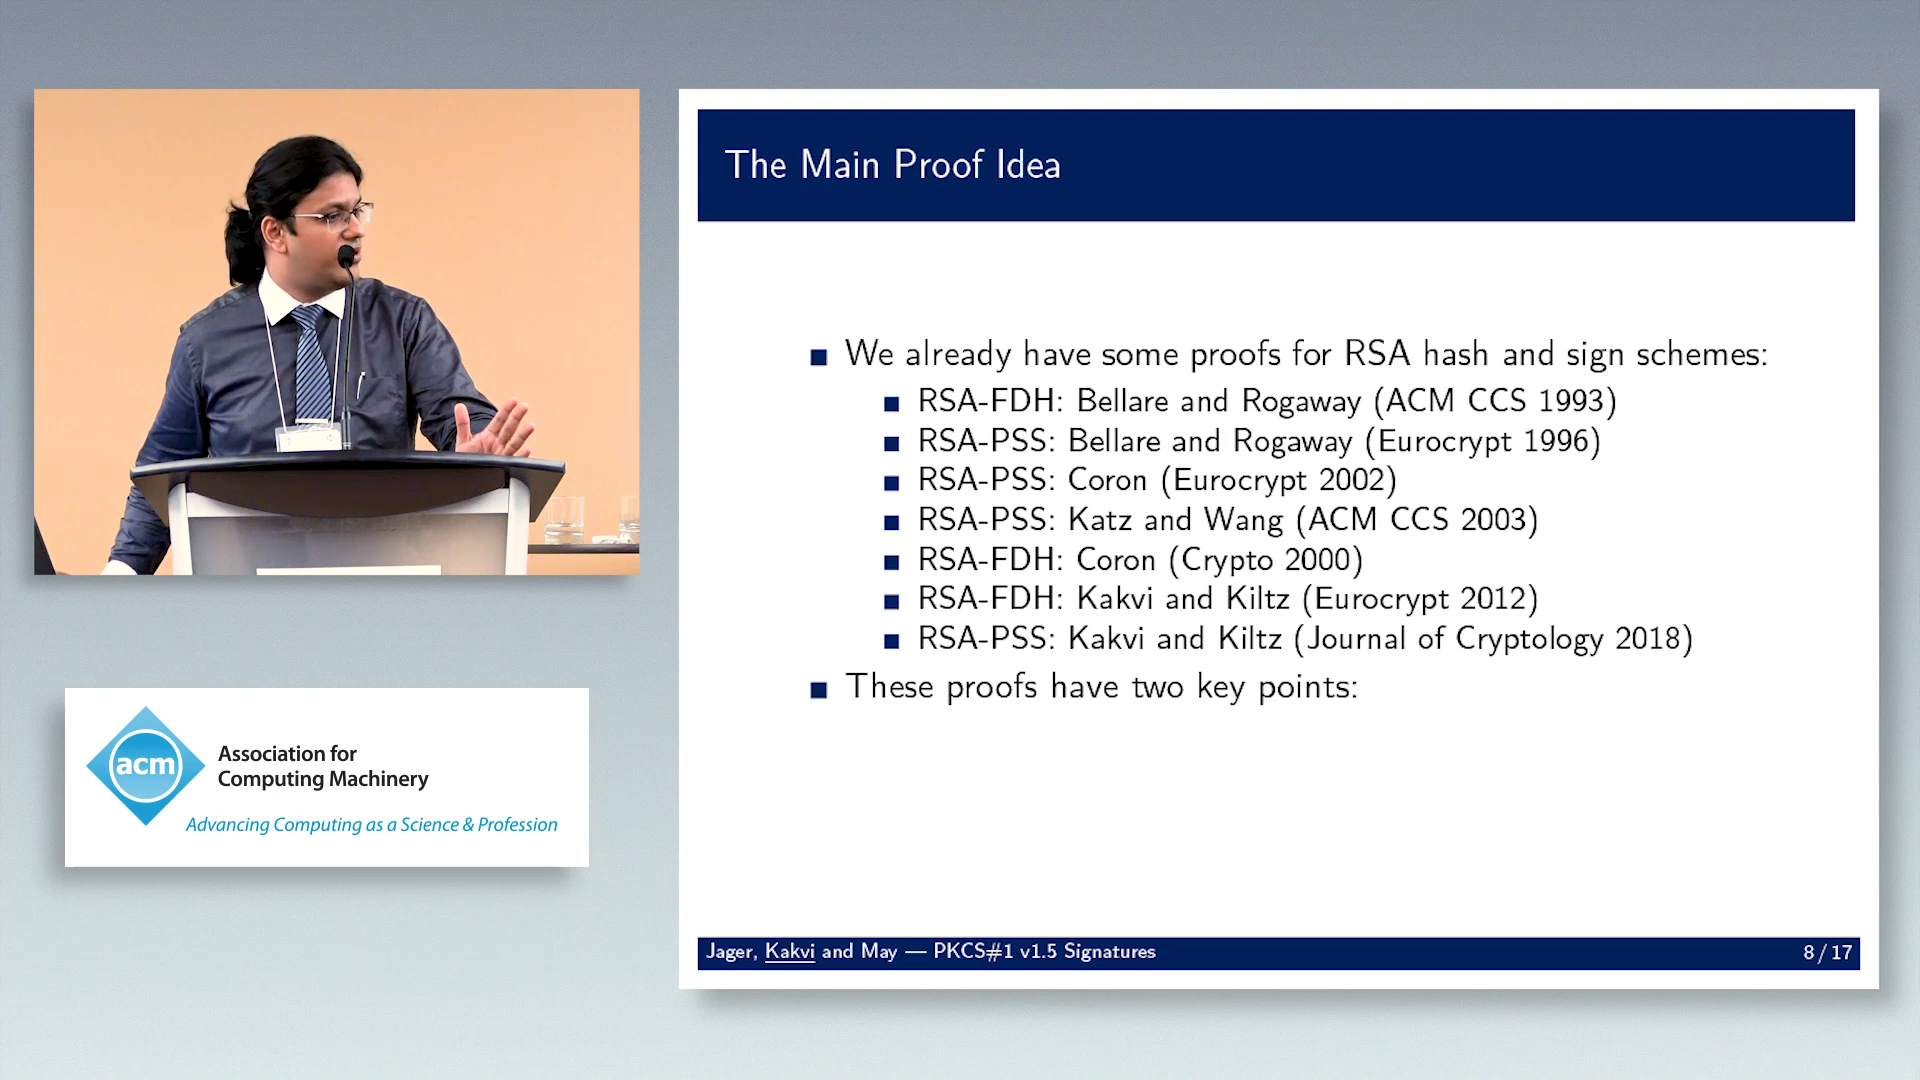 The Main Proof Idea
We already have some proofs for RSA hash and sign schemes:
RSA-FDH: Bellare and Rogaway (ACM CCS 1993)
RSA-PSS: Bellare and Rogaway (Eurocrypt 1996)
RSA-PSS: Coron (Eurocrypt 2002)
RSA-PSS: Katz and Wang (ACM CCS 2003)
RSA-FDH: Coron (Crypto 2000)
RSA-FDH: Kakvi and Kiltz (Eurocrypt 2012)
RSA-PSS: Kakvi and Kiltz (Journal of Cryptology 2018)
These proofs have two key points:
Jager, Kakvi and May — PKCS#1 v1.5 Signatures
8 / 17
acm
Association for
Computing Machinery
Advancing Computing as a Science & Profession